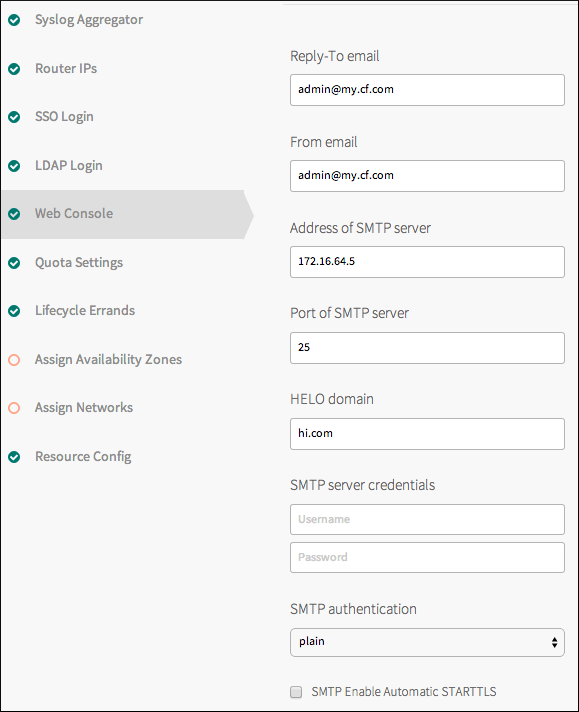 Syslog Aggregator
Router IPs
SSO Login
LDAP Login
Web Console
Quota Settings
Lifecycle Errands
Assign Availability Zones
Assign Networks
Resource Config
Reply-To email
admin@my.cf.com
From email
admin@my.cf.com
Address of SMTP server
172.16.64.5
Port of SMTP server
25
HELO domain
hi.com
SMTP server credentials
Username
Password
SMTP authentication
plain
SMTP Enable Automatic STARTTLS